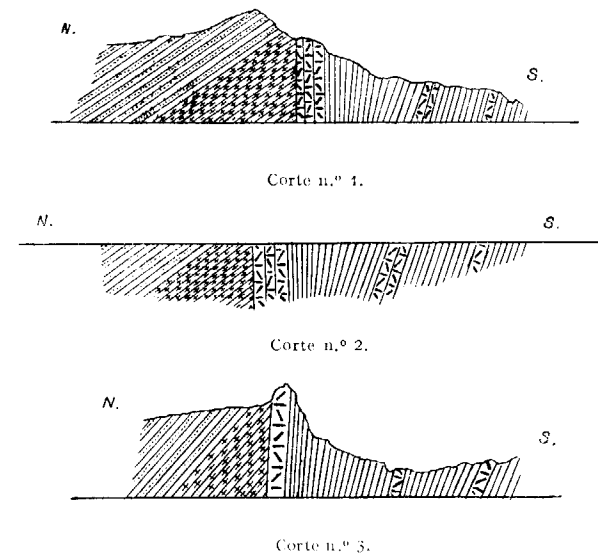 N.
S.
Corte n.º 1.
N. S.
Corte n.º 2.
N.
S.
Corte n.º 3.